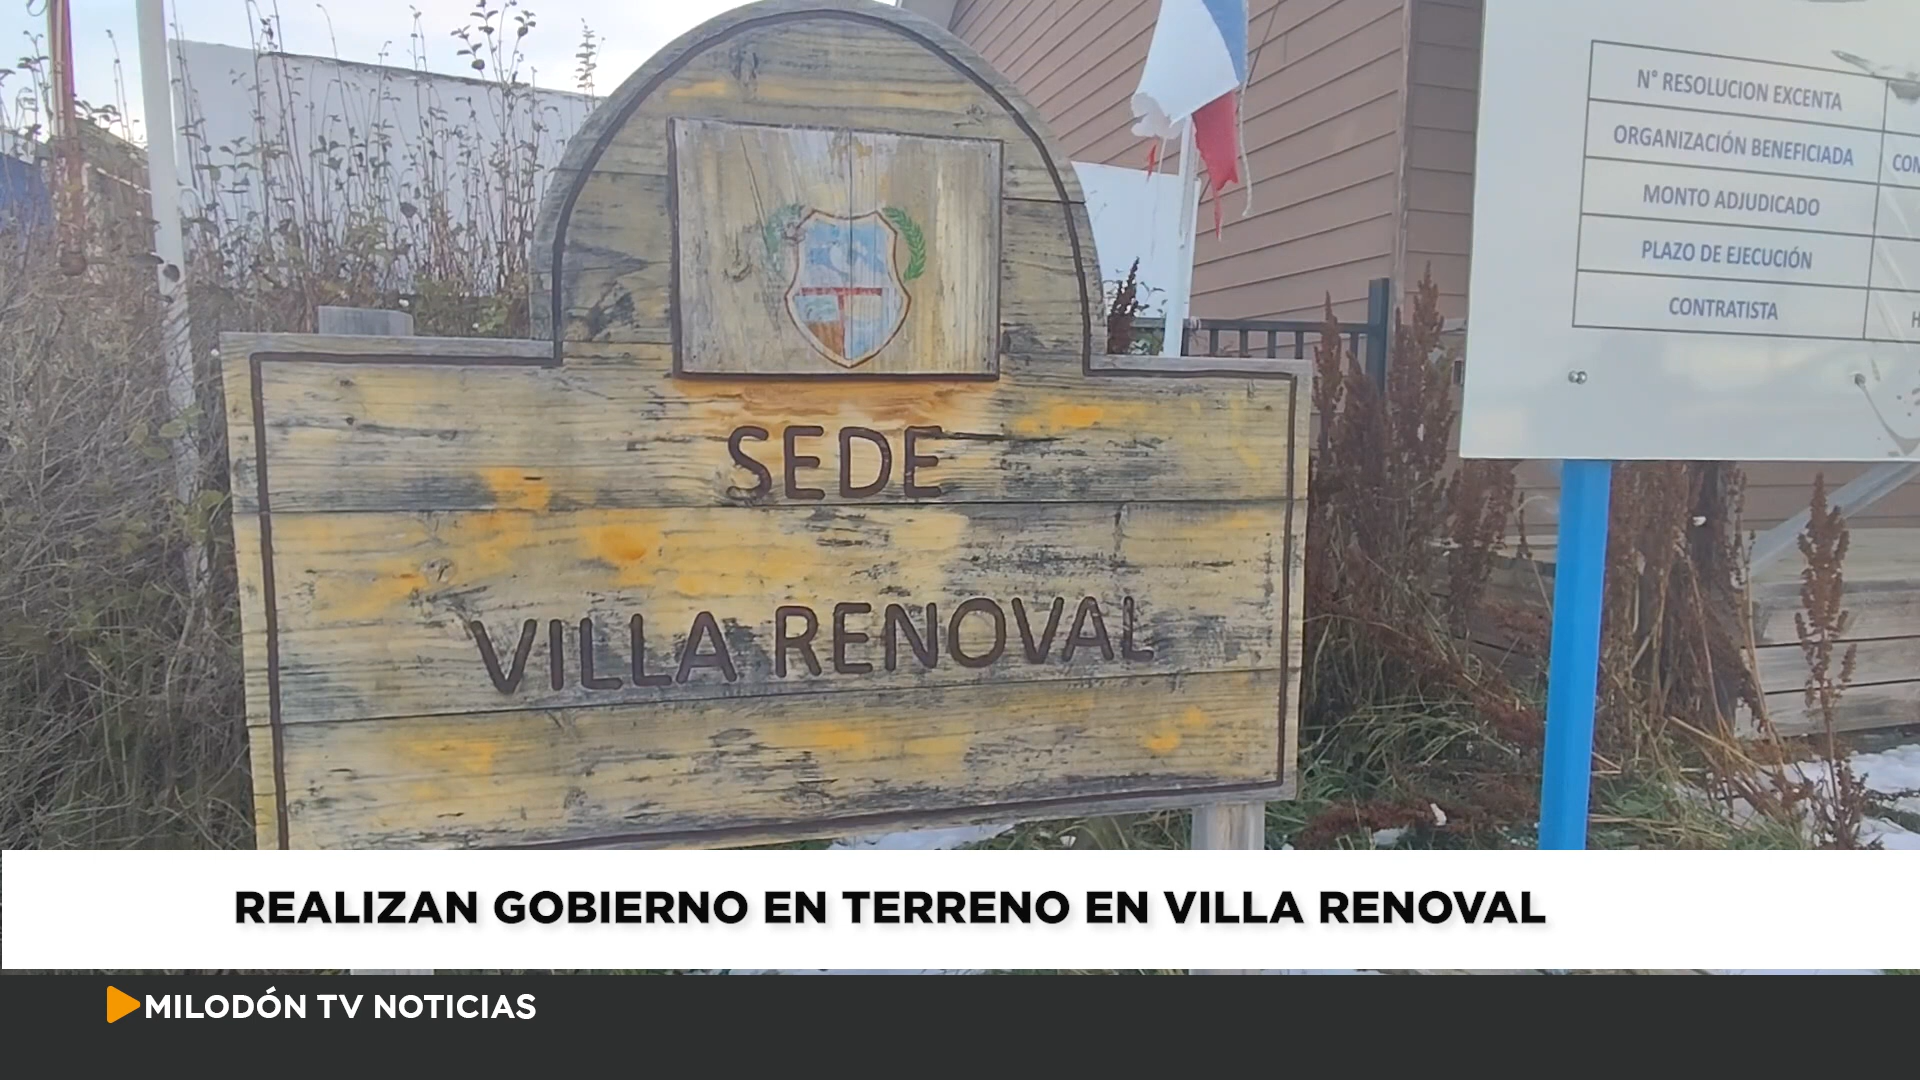 SEDE
VILLA RENOVAL
N° RESOLUCION EXCENTA
ORGANIZACIÓN BENEFICIADA
MONTO ADJUDICADO
PLAZO DE EJECUCIÓN
CONTRATISTA
REALIZAN GOBIERNO EN TERRENO EN VILLA RENOVAL
MILODÓN TV NOTICIAS